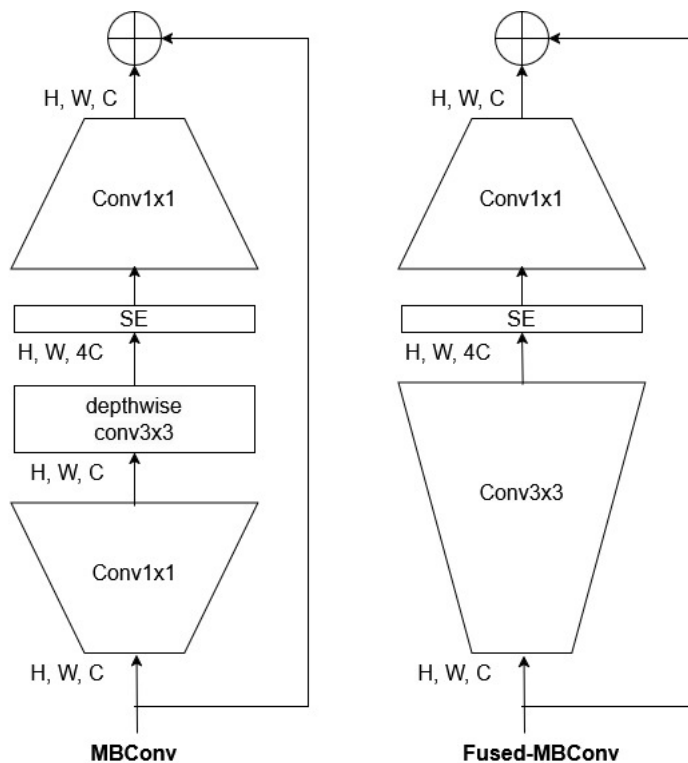 H, W, C
Conv1x1
SE
H, W, 4C
depthwise
conv3x3
H, W, C
Conv1x1
H, W, C
MBConv
H, W, C
Conv1x1
SE
H, W, 4C
Conv3x3
H, W, C
Fused-MBConv